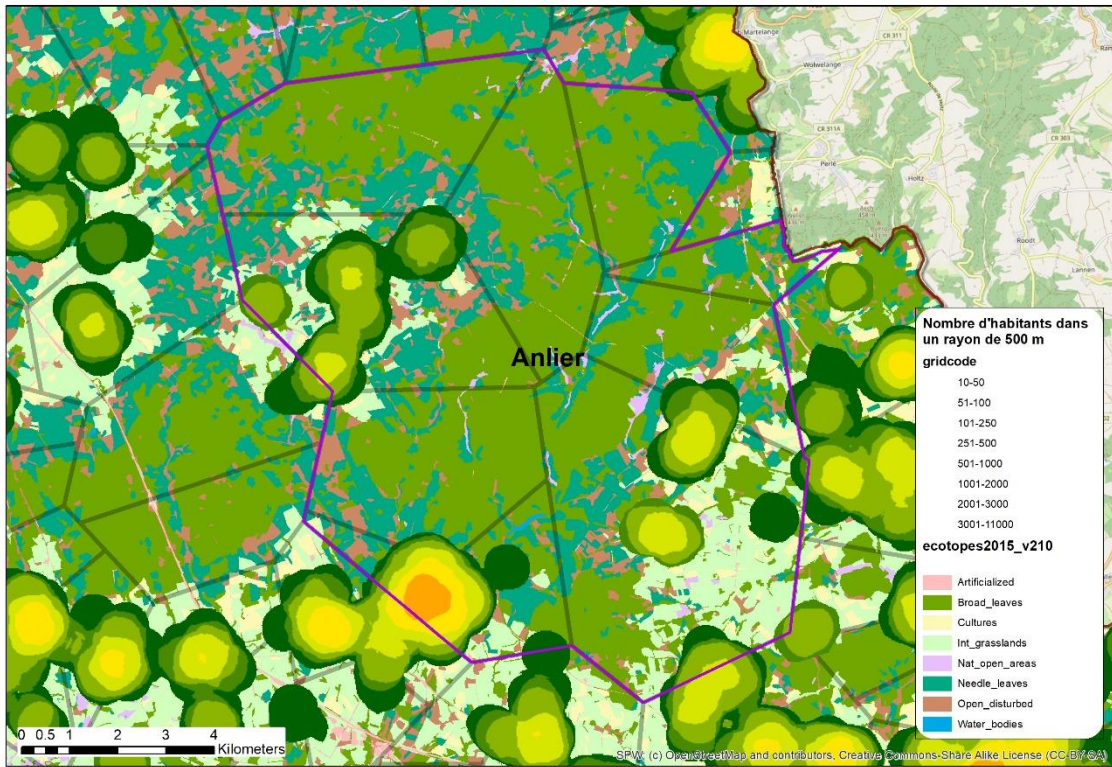 Martelange
CR 311
Wolwelange
CR 311A
Perlé
Holtz
CR 303
Roodt
Lannen
Anlier
Nombre d'habitants dans
un rayon de 500 m
gridcode
10-50
51-100
101-250
251-500
501-1000
1001-2000
2001-3000
3001-11000
ecotopes2015_v210
Artificialized
Broad_leaves
Cultures
Int_grasslands
Nat_open_areas
Needle_leaves
Open_disturbed
Water_bodies
0 0.5 1 2 3 4
Kilometers
SPW, (c) OpenStreetMap and contributors, Creative Commons-Share Alike License (CC-BY-SA)